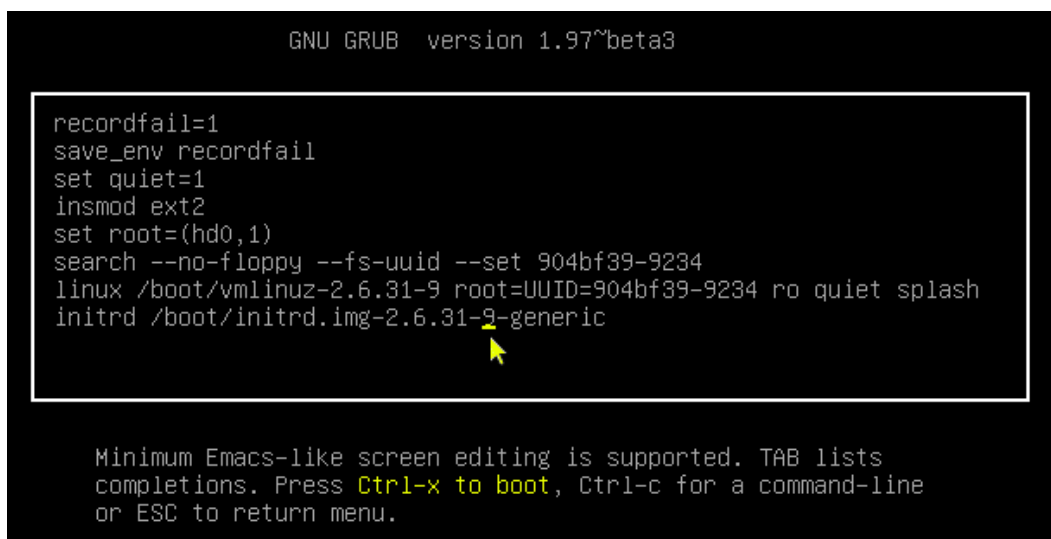 GNU GRUB version 1.97~beta3
recordfail=1
save_env recordfail
set quiet=1
insmod ext2
set root=(hd0,1)
search --no-floppy --fs-uuid --set 904bf39-9234
linux /boot/vmlinuz-2.6.31-9 root=UUID=904bf39-9234 ro quiet splash
initrd /boot/initrd.img-2.6.31-9-generic
Minimum Emacs-like screen editing is supported. TAB lists
completions. Press Ctrl-x to boot, Ctrl-c for a command-line
or ESC to return menu.